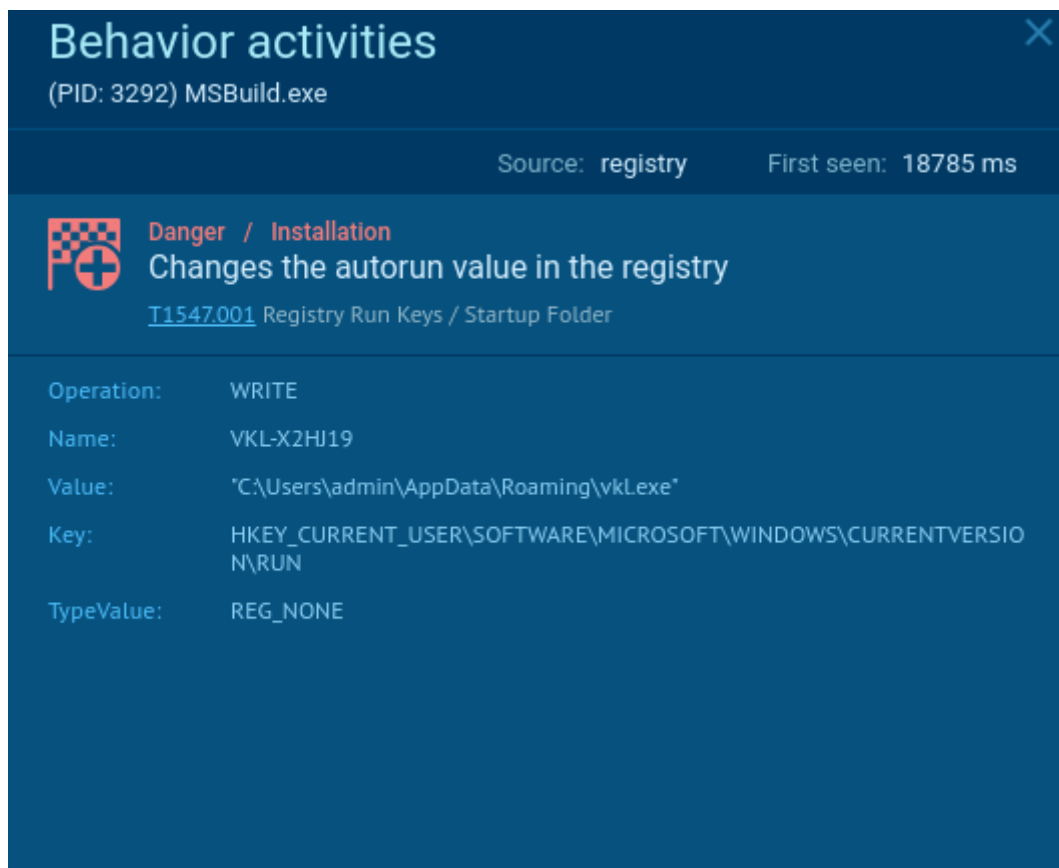 Behavior activities
(PID: 3292) MSBuild.exe
Source: registry First seen: 18785 ms
Danger / Installation
Changes the autorun value in the registry
T1547.001 Registry Run Keys / Startup Folder
Operation: WRITE
Name: VKL-X2HJ19
Value: "C:\Users\admin\AppData\Roaming\vkl.exe"
Key: HKEY_CURRENT_USER\SOFTWARE\MICROSOFT\WINDOWS\CURRENTVERSIO
N\RUN
TypeValue: REG_NONE